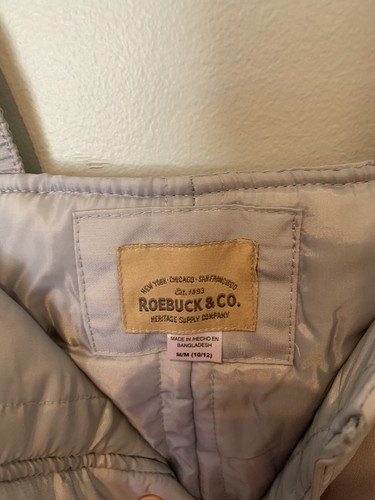 NEW YORK · CHICAGO · SAN FRANCISCO
Est. 1893
ROEBUCK & CO.
HERITAGE SUPPLY COMPANY
MADE IN HECHO EN
BANGLADESH
M/M (10/12)